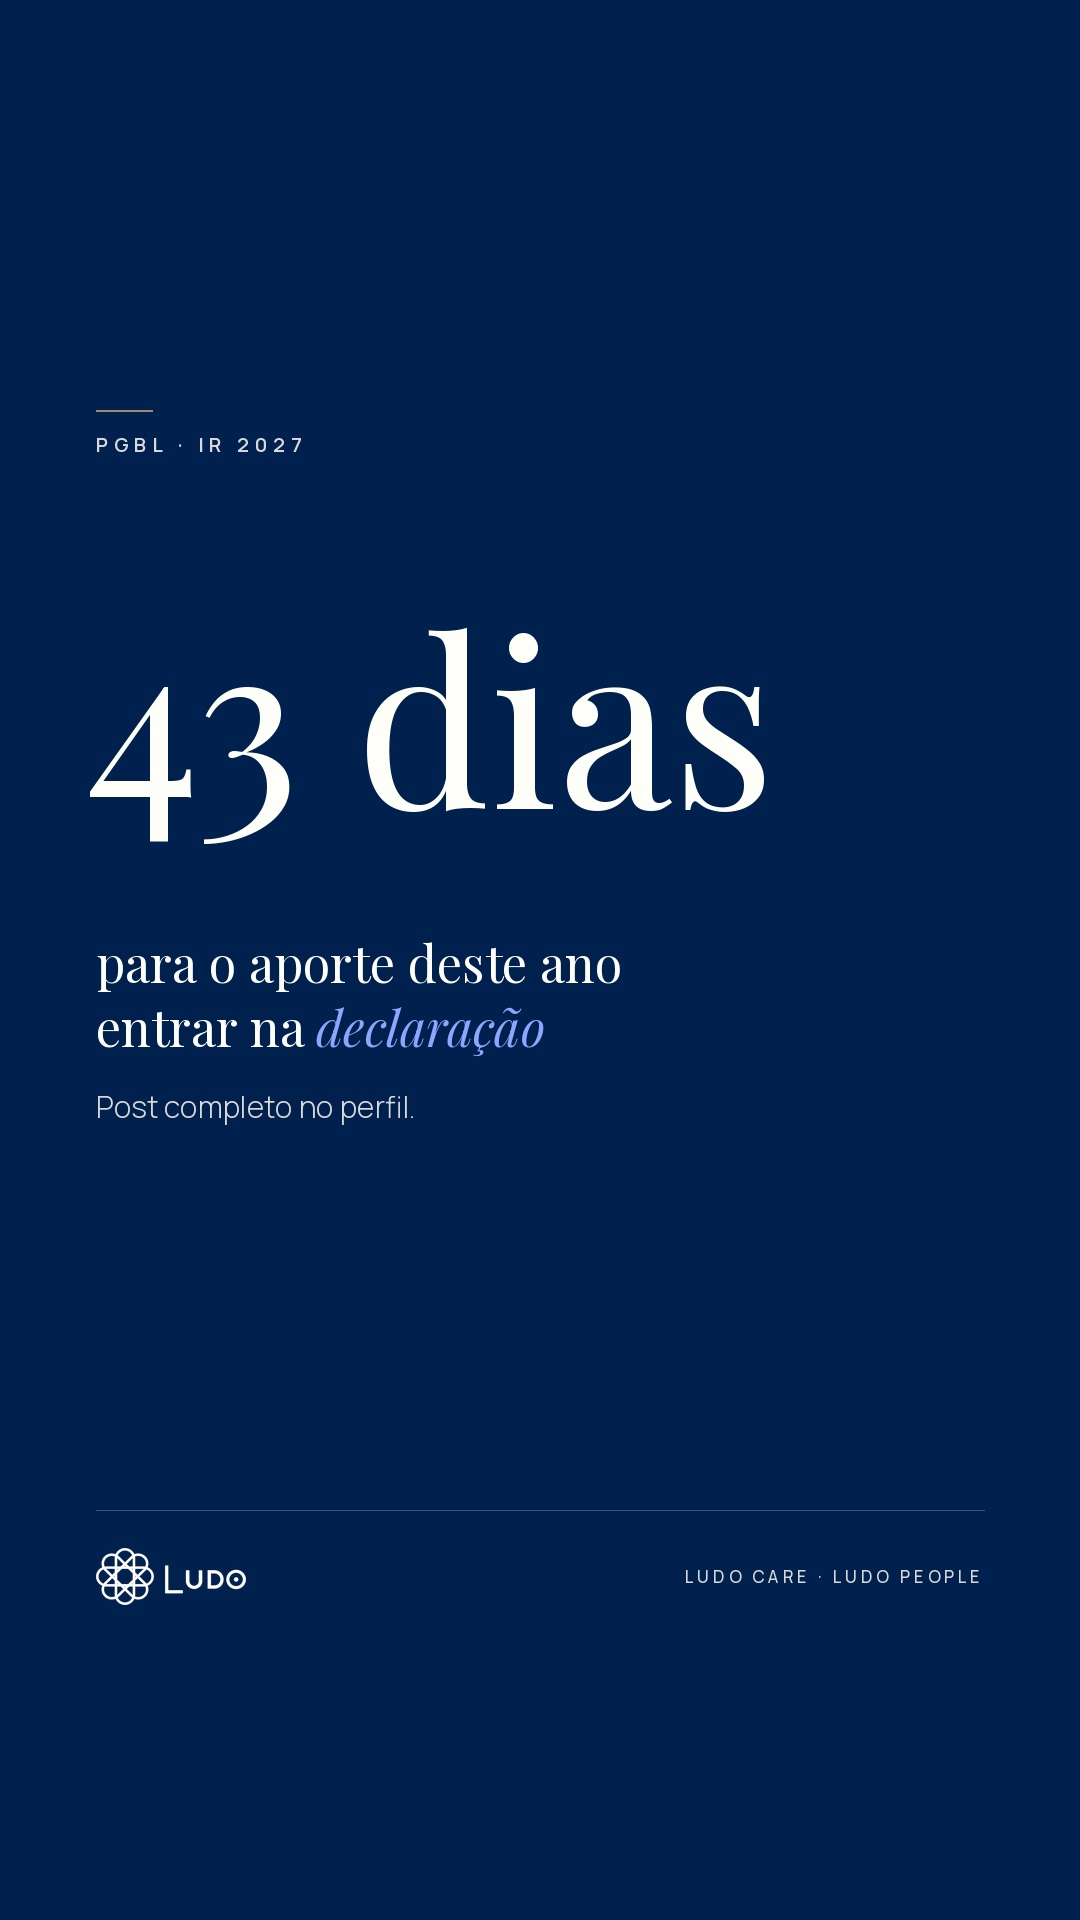 PGBL · IR 2027
43 dias
para o aporte deste ano
entrar na declaração
Post completo no perfil.
LUDO
LUDO CARE · LUDO PEOPLE